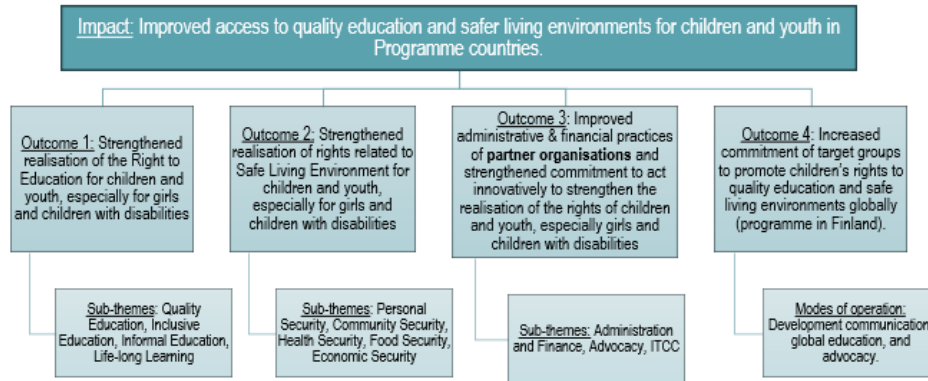 Impact: Improved access to quality education and safer living environments for children and youth in
Programme countries.
Outcome 1: Strengthened
realisation of the Right to
Education for children and
youth, especially for girls
and children with disabilities
Outcome 2: Strengthened
realisation of rights related to
Safe Living Environment for
children and youth,
especially for girls and
children with disabilities
Outcome 3: Improved
administrative & financial practices
of partner organisations and
strengthened commitment to act
innovatively to strengthen the
realisation of the rights of children
and youth, especially girls and
children with disabilities
Outcome 4: Increased
commitment of target groups
to promote children's rights to
quality education and safe
living environments globally
(programme in Finland).
Sub-themes: Quality
Education, Inclusive
Education, Informal Education,
Life-long Learning
Sub-themes: Personal
Security, Community Security,
Health Security, Food Security,
Economic Security
Sub-themes: Administration
and Finance, Advocacy, ITCC
Modes of operation:
Development communication,
global education, and
advocacy.